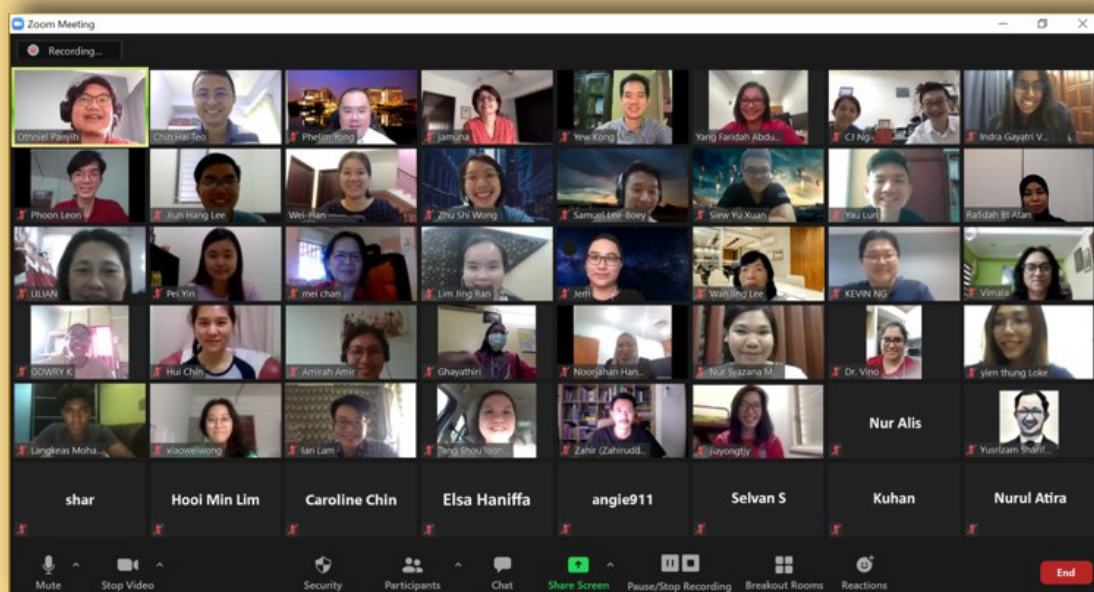 Zoom Meeting
Recording...
Othniel Panyih
Chin Hai-Teo
Phelim Yong
jamuna
Yew Kong
Yang Faridah Abdu...
CJ Ng
Indra Gayatri V...
Phoon Leon
Jiun Hang Lee
Wei-Han
Zhu Shi Wong
Samuel Lee-Boey
Siew Yu Xuan
Yau Lun
Rafidah Bt Atan
LILIAN
Pei Yin
mei chan
Lim Jing Ran
Jem
Wan ling Lee
KEVIN NG
Vimala
GOWRY K
Hui Chin
Amirah Amir
Ghayathiri
Noorjahan Han...
Nur Syazana M...
Dr. Vino
yien thung Loke
Langkeas Moha...
xiaoweiwong
Ian Lam
Tang Shou loon...
Zahir (Zahirudd...
jiayongtjy
Nur Alis
Yusrizam Sharif...
shar
Hooi Min Lim
Caroline Chin
Elsa Haniffa
angie911
Selvan S
Kuhan
Nurul Atira
Mute
Stop Video
Security
Participants
Chat
Share Screen
Pause/Stop Recording
Breakout Rooms
Reactions
End